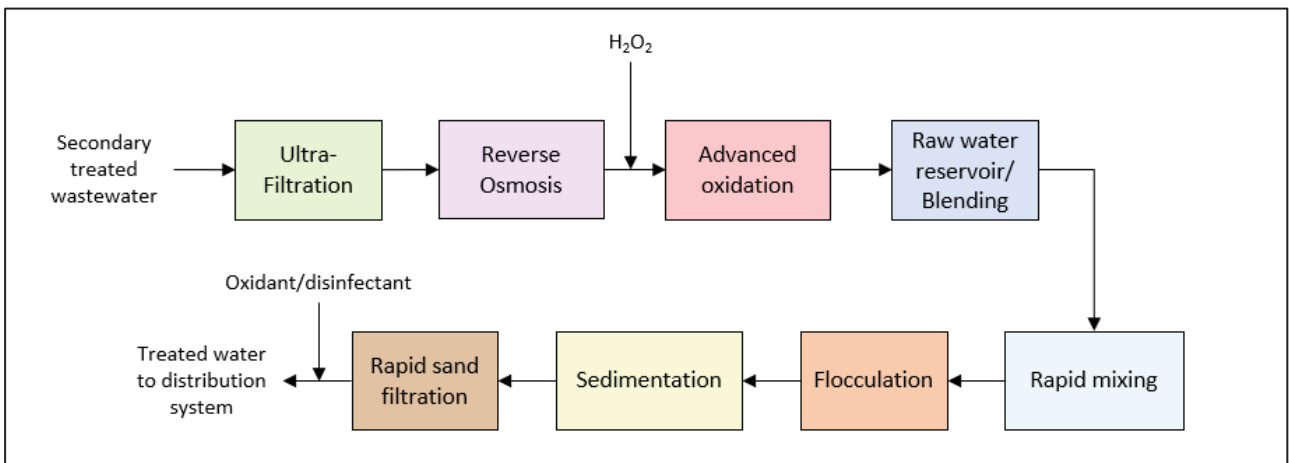 H₂O₂
Secondary
treated
wastewater
Ultra-
Filtration
Reverse
Osmosis
Advanced
oxidation
Raw water
reservoir/
Blending
Oxidant/disinfectant
Treated water
to distribution
system
Rapid sand
filtration
Sedimentation
Flocculation
Rapid mixing